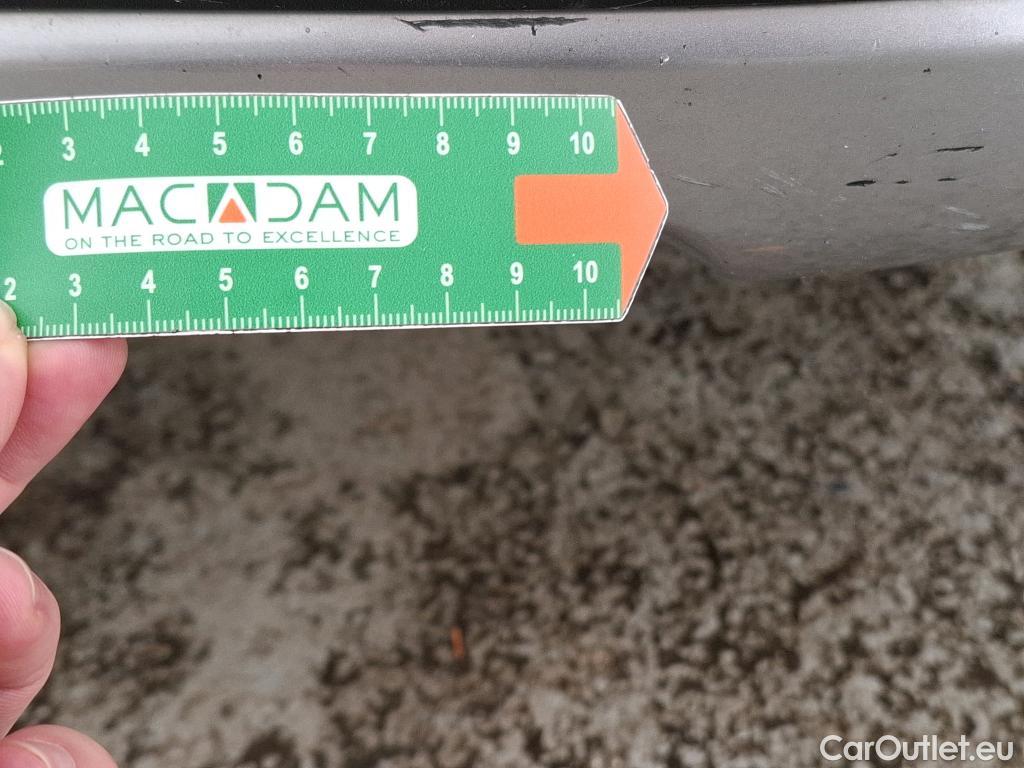 2 3 4 5 6 7 8 9 10
MACADAM
ON THE ROAD TO EXCELLENCE
2 3 4 5 6 7 8 9 10
CarOutlet.eu